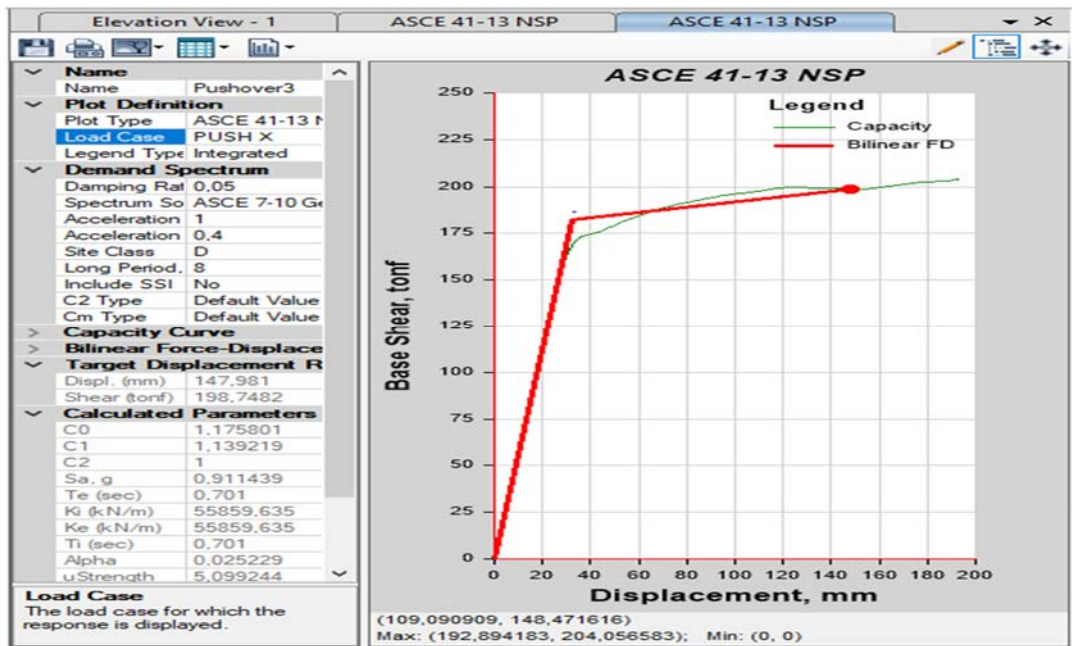 Elevation View - 1
ASCE 41-13 NSP
ASCE 41-13 NSP
Name
Name Pushover3
Plot Definition
Plot Type ASCE 41-13 N
Load Case PUSH X
Legend Type Integrated
Demand Spectrum
Damping Rat 0,05
Spectrum So ASCE 7-10 Ge
Acceleration 1
Acceleration 0,4
Site Class D
Long Period, 8
Include SSI No
C2 Type Default Value
Cm Type Default Value
Capacity Curve
Bilinear Force-Displace
Target Displacement R
Displ. (mm) 147,981
Shear (tonf) 198,7482
Calculated Parameters
C0 1,175801
C1 1,139219
C2 1
Sa, g 0,911439
Te (sec) 0,701
Ki (kN/m) 55859,635
Ke (kN/m) 55859,635
Ti (sec) 0,701
Alpha 0,025229
uStrength 5,099244
Load Case
The load case for which the
response is displayed.
ASCE 41-13 NSP
Legend
Capacity
Bilinear FD
Base Shear, tonf
250
225
200
175
150
125
100
75
50
25
0
0 20 40 60 80 100 120 140 160 180 200
Displacement, mm
(109,090909, 148,471616)
Max: (192,894183, 204,056583); Min: (0, 0)